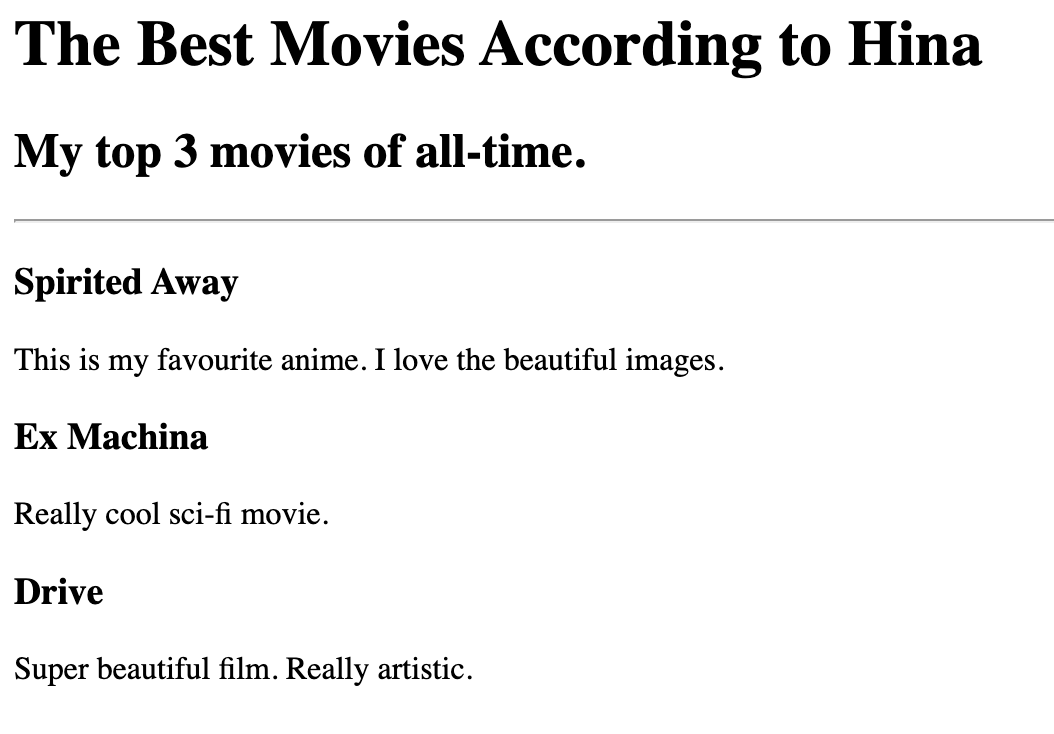 The Best Movies According to Hina
My top 3 movies of all-time.
Spirited Away
This is my favourite anime. I love the beautiful images.
Ex Machina
Really cool sci-fi movie.
Drive
Super beautiful film. Really artistic.